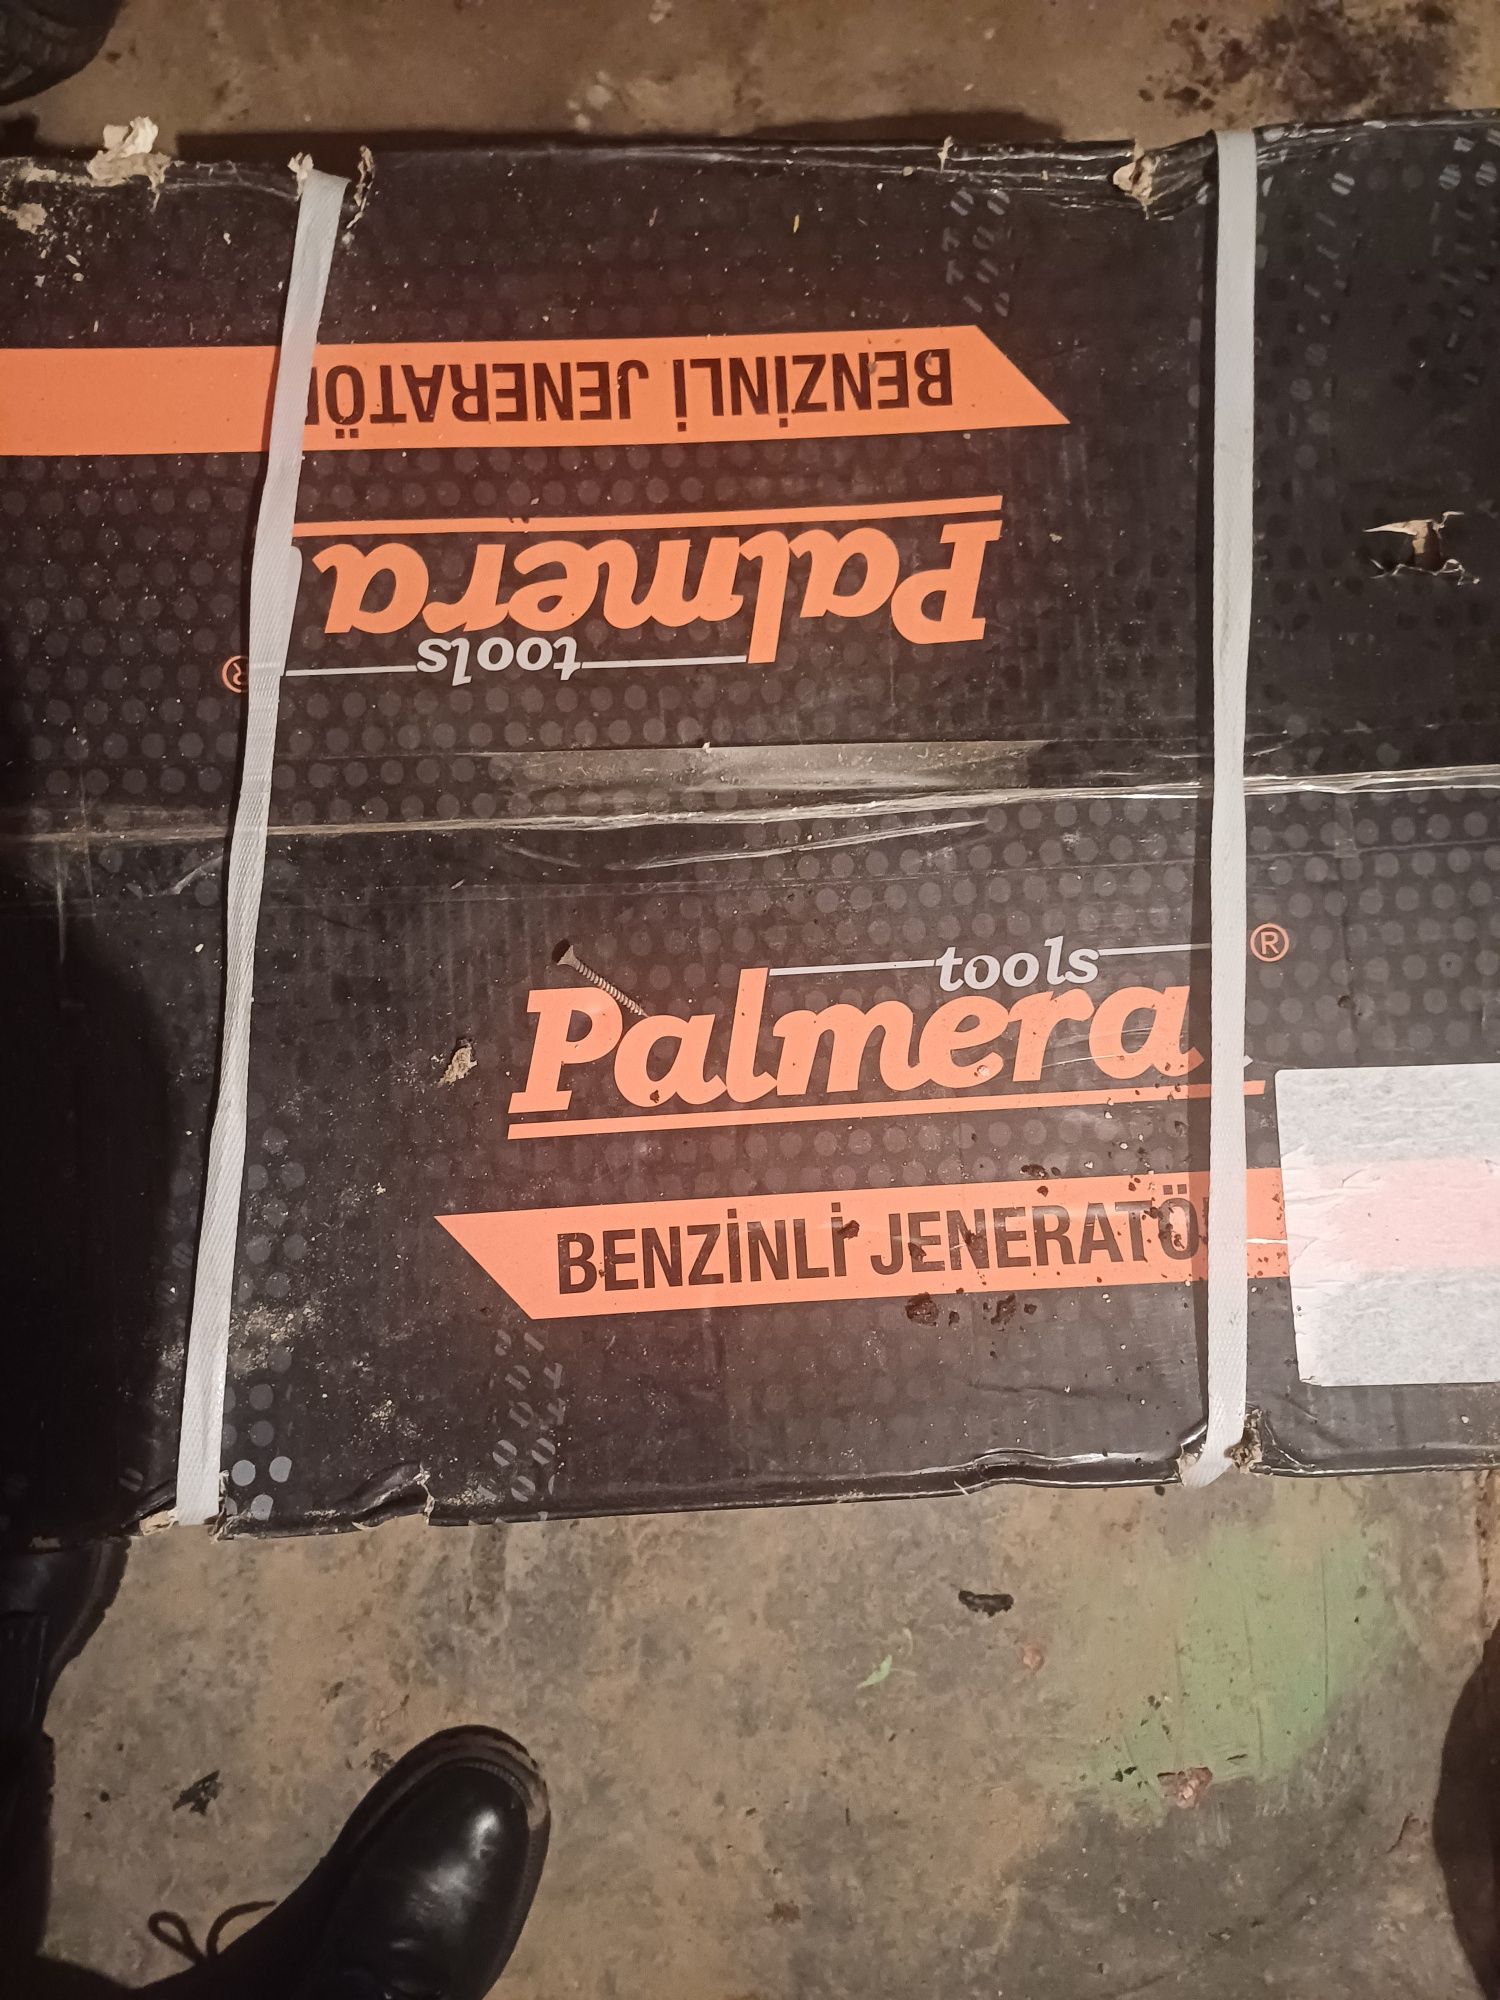 BENZİNLİ JENERATÖ
Palmera
tools
®
tools
®
Palmera
BENZİNLİ JENERATÖ